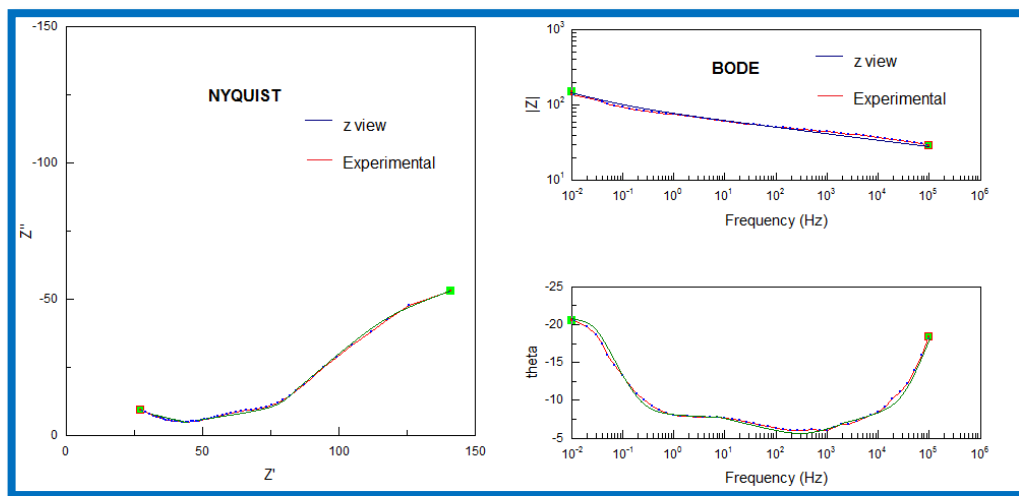 -150
-100
-50
0
Z''
NYQUIST
z view
Experimental
0 50 100 150
Z'
10³
10²
10¹
|Z|
BODE
z view
Experimental
10⁻² 10⁻¹ 10⁰ 10¹ 10² 10³ 10⁴ 10⁵ 10⁶
Frequency (Hz)
-25
-20
-15
-10
-5
theta
10⁻² 10⁻¹ 10⁰ 10¹ 10² 10³ 10⁴ 10⁵ 10⁶
Frequency (Hz)